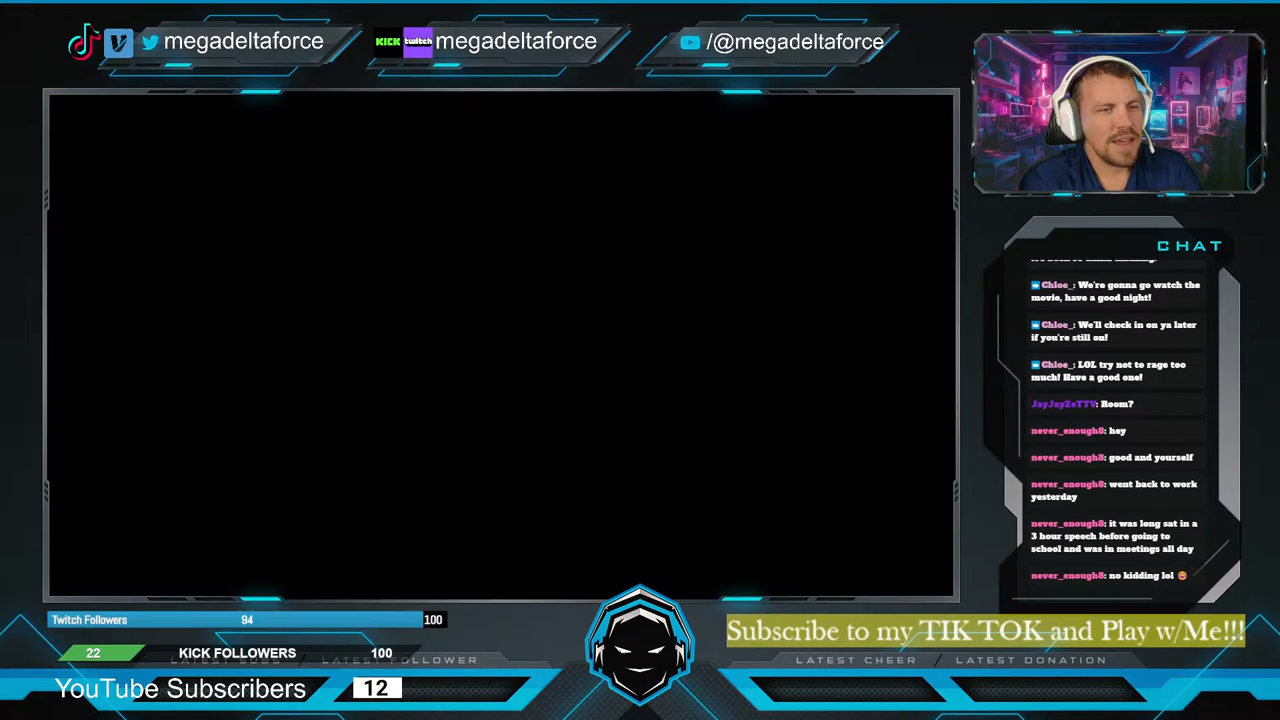 megadeltaforce
KICK twitch megadeltaforce
/@megadeltaforce
CHAT
Chloe_: We're gonna go watch the
movie, have a good night!
Chloe_: We'll check in on ya later
if you're still on!
Chloe_: LOL try not to rage too
much! Have a good one!
JayJayZeTTV: Room?
never_enough8: hey
never_enough8: good and yourself
never_enough8: went back to work
yesterday
never_enough8: it was long sat in a
3 hour speech before going to
school and was in meetings all day
never_enough8: no kidding lol
Twitch Followers 94 100
22 KICK FOLLOWERS 100
LATEST SUBS / LATEST FOLLOWER
YouTube Subscribers 12
Subscribe to my TIK TOK and Play w/Me!!!
LATEST CHEER / LATEST DONATION